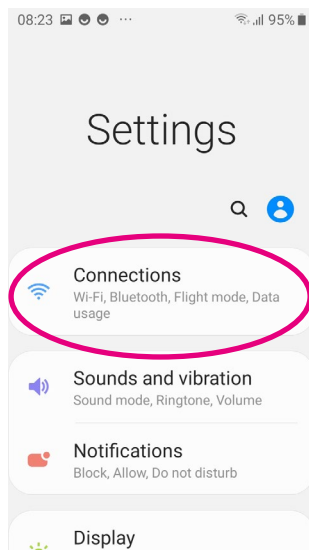 08:23 ... 95%
Settings
Connections
Wi-Fi, Bluetooth, Flight mode, Data
usage
Sounds and vibration
Sound mode, Ringtone, Volume
Notifications
Block, Allow, Do not disturb
Display